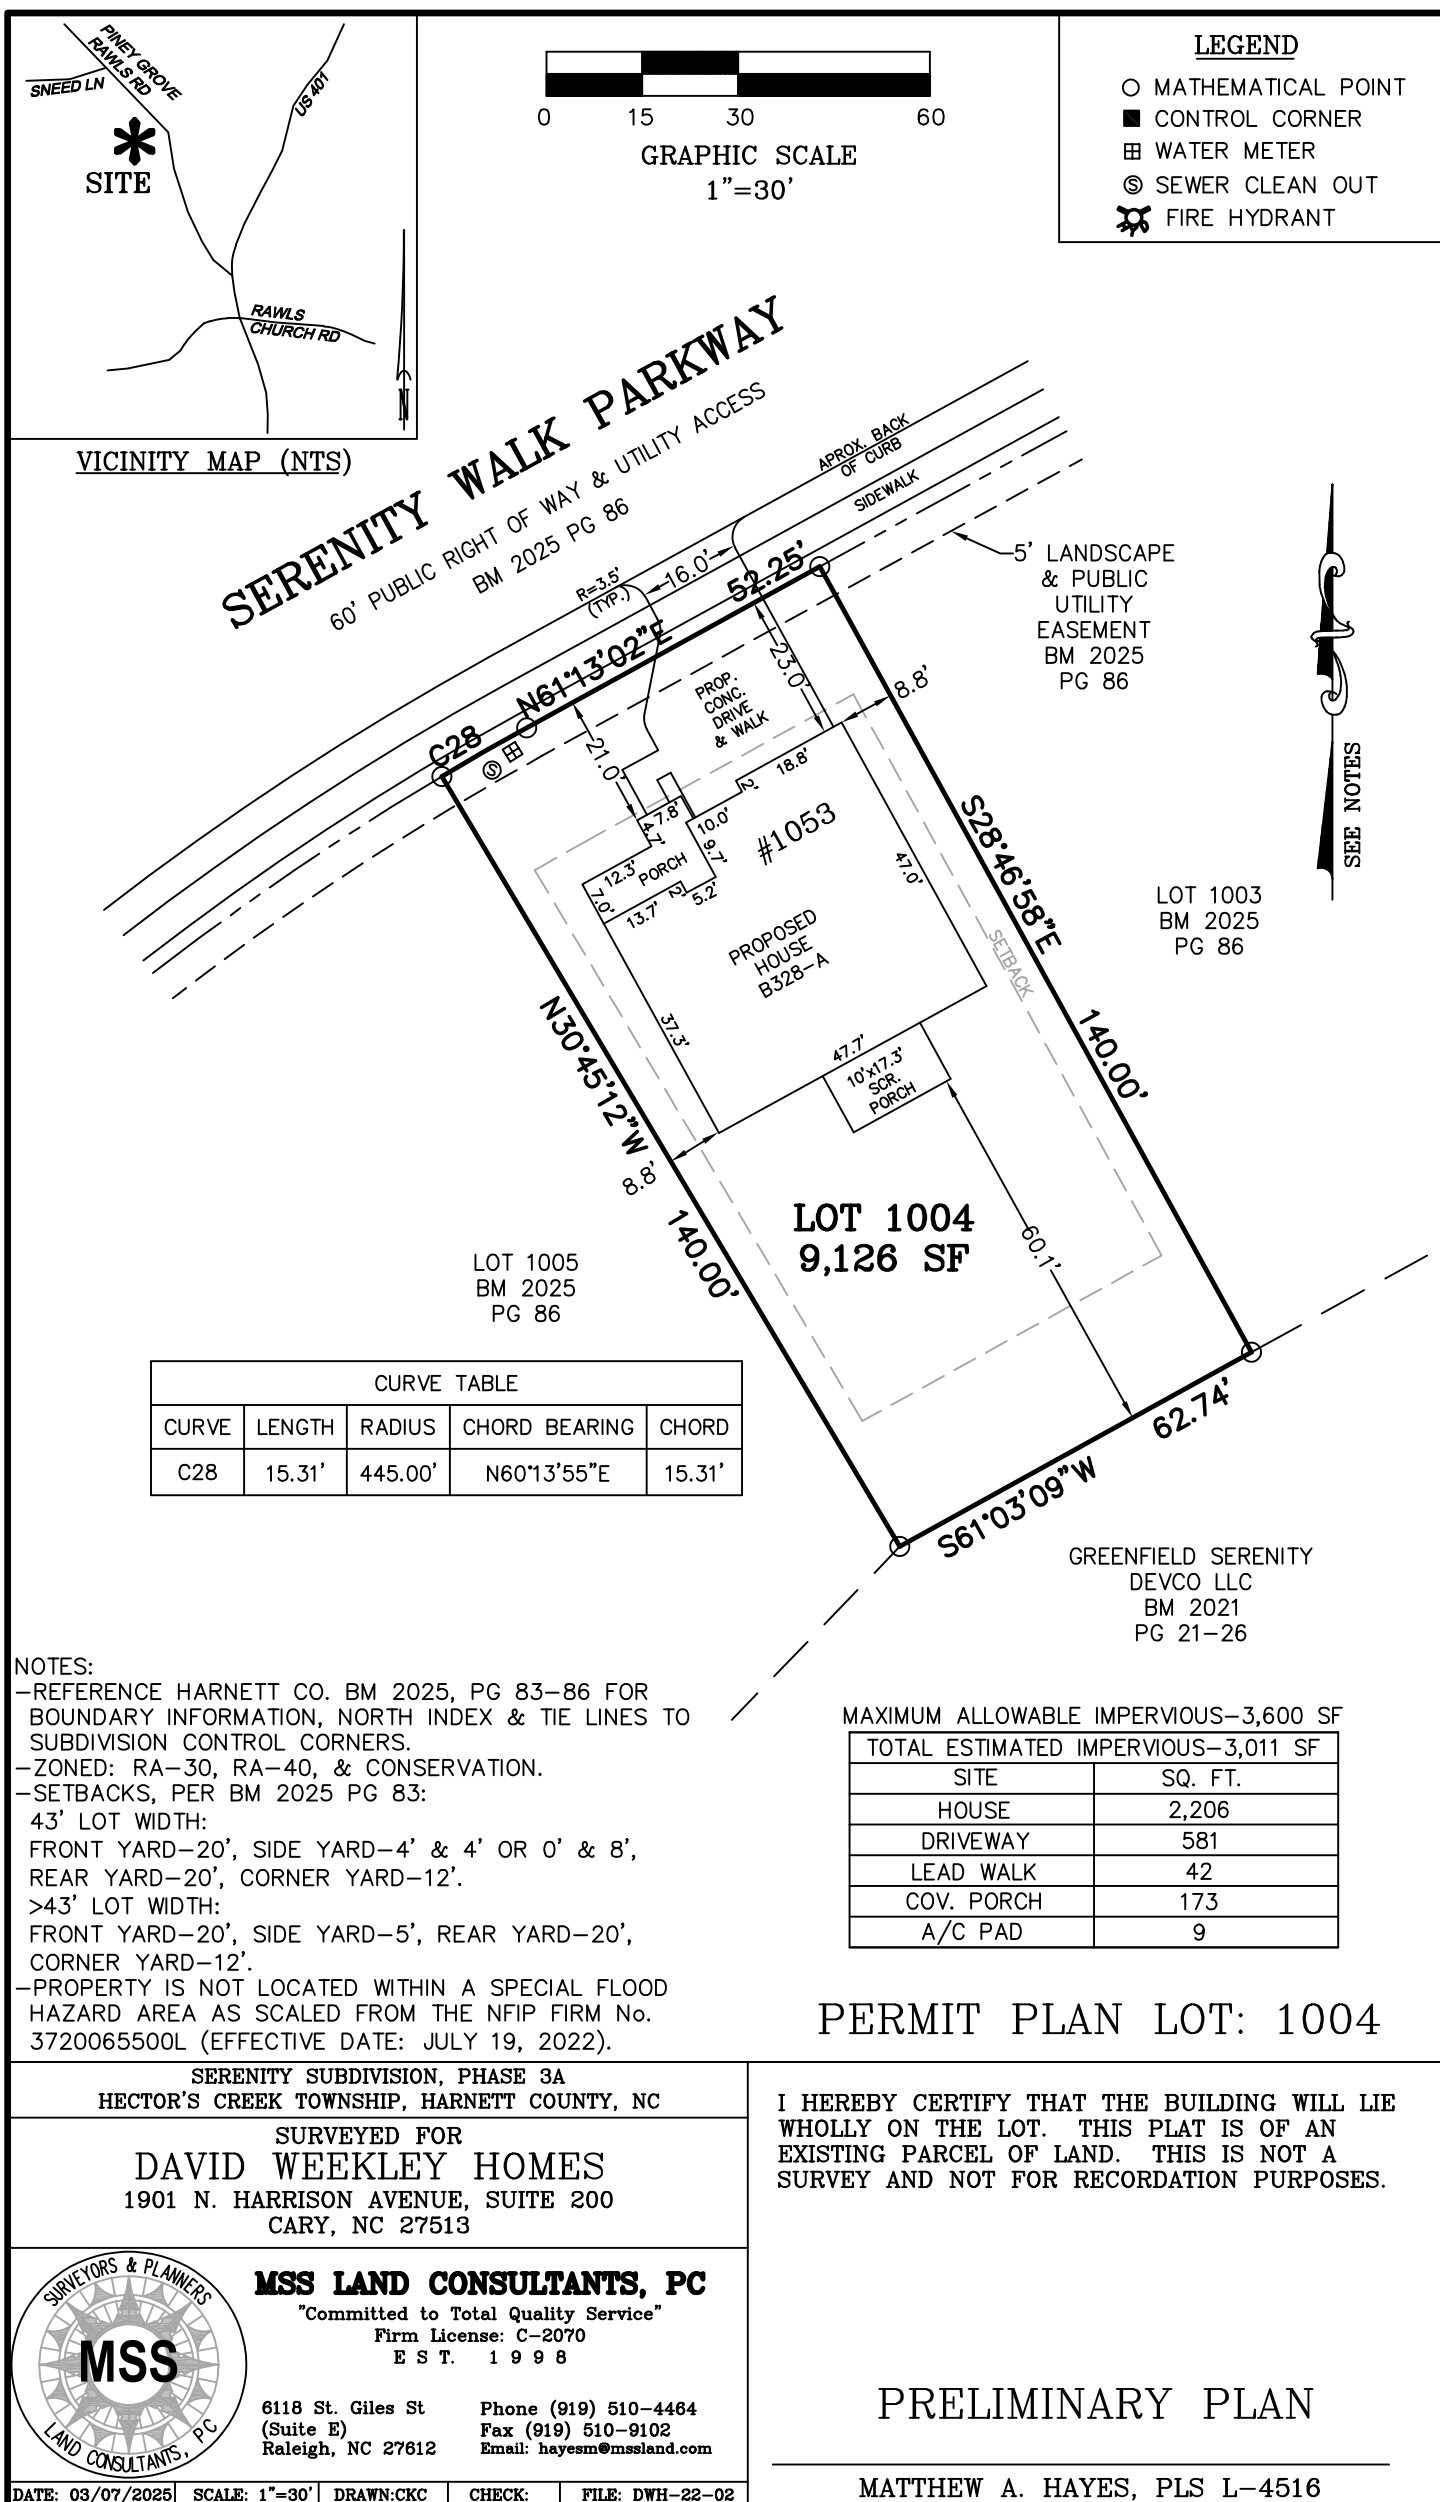 PINEY GROVE
RAWLS RD
SNEED LN
US 401
SITE
RAWLS
CHURCH RD
N
VICINITY MAP (NTS)
0 15 30 60
GRAPHIC SCALE
1"=30'
LEGEND
MATHEMATICAL POINT
CONTROL CORNER
WATER METER
S SEWER CLEAN OUT
FIRE HYDRANT
SERENITY WALK PARKWAY
60' PUBLIC RIGHT OF WAY & UTILITY ACCESS
BM 2025 PG 86
APROX. BACK
OF CURB
SIDEWALK
R=3.5'
(TYP.)
16.0'
52.25'
5' LANDSCAPE
& PUBLIC
UTILITY
EASEMENT
BM 2025
PG 86
N61°13'02"E
C28
S
23.0'
8.8'
PROP.
CONC.
DRIVE
& WALK
21.0'
18.8'
2'
7.8'
10.0'
4.7'
9.7'
#1053
12.3'
PORCH
7.0'
13.7'
2'
5.2'
47.0'
S28°46'58"E
SEE NOTES
LOT 1003
BM 2025
PG 86
PROPOSED
HOUSE
B328-A
SETBACK
N30°45'12"W
37.3'
47.7'
10'x17.3'
SCR.
PORCH
140.00'
8.8'
LOT 1004
9,126 SF
60.1'
140.00'
LOT 1005
BM 2025
PG 86
CURVE TABLE
CURVE LENGTH RADIUS CHORD BEARING CHORD
C28 15.31' 445.00' N60°13'55"E 15.31'
62.74'
S61°03'09"W
GREENFIELD SERENITY
DEVCO LLC
BM 2021
PG 21-26
NOTES:
-REFERENCE HARNETT CO. BM 2025, PG 83-86 FOR
BOUNDARY INFORMATION, NORTH INDEX & TIE LINES TO
SUBDIVISION CONTROL CORNERS.
-ZONED: RA-30, RA-40, & CONSERVATION.
-SETBACKS, PER BM 2025 PG 83:
43' LOT WIDTH:
FRONT YARD-20', SIDE YARD-4' & 4' OR 0' & 8',
REAR YARD-20', CORNER YARD-12'.
>43' LOT WIDTH:
FRONT YARD-20', SIDE YARD-5', REAR YARD-20',
CORNER YARD-12'.
-PROPERTY IS NOT LOCATED WITHIN A SPECIAL FLOOD
HAZARD AREA AS SCALED FROM THE NFIP FIRM No.
3720065500L (EFFECTIVE DATE: JULY 19, 2022).
MAXIMUM ALLOWABLE IMPERVIOUS-3,600 SF
TOTAL ESTIMATED IMPERVIOUS-3,011 SF
SITE SQ. FT.
HOUSE 2,206
DRIVEWAY 581
LEAD WALK 42
COV. PORCH 173
A/C PAD 9
PERMIT PLAN LOT: 1004
SERENITY SUBDIVISION, PHASE 3A
HECTOR'S CREEK TOWNSHIP, HARNETT COUNTY, NC
SURVEYED FOR
DAVID WEEKLEY HOMES
1901 N. HARRISON AVENUE, SUITE 200
CARY, NC 27513
I HEREBY CERTIFY THAT THE BUILDING WILL LIE
WHOLLY ON THE LOT. THIS PLAT IS OF AN
EXISTING PARCEL OF LAND. THIS IS NOT A
SURVEY AND NOT FOR RECORDATION PURPOSES.
SURVEYORS & PLANNERS
MSS
LAND CONSULTANTS, PC
MSS LAND CONSULTANTS, PC
"Committed to Total Quality Service"
Firm License: C-2070
EST. 1998
6118 St. Giles St
(Suite E)
Raleigh, NC 27612
Phone (919) 510-4464
Fax (919) 510-9102
Email: hayesm@mssland.com
PRELIMINARY PLAN
MATTHEW A. HAYES, PLS L-4516
DATE: 03/07/2025 SCALE: 1"=30' DRAWN:CKC CHECK: FILE: DWH-22-02